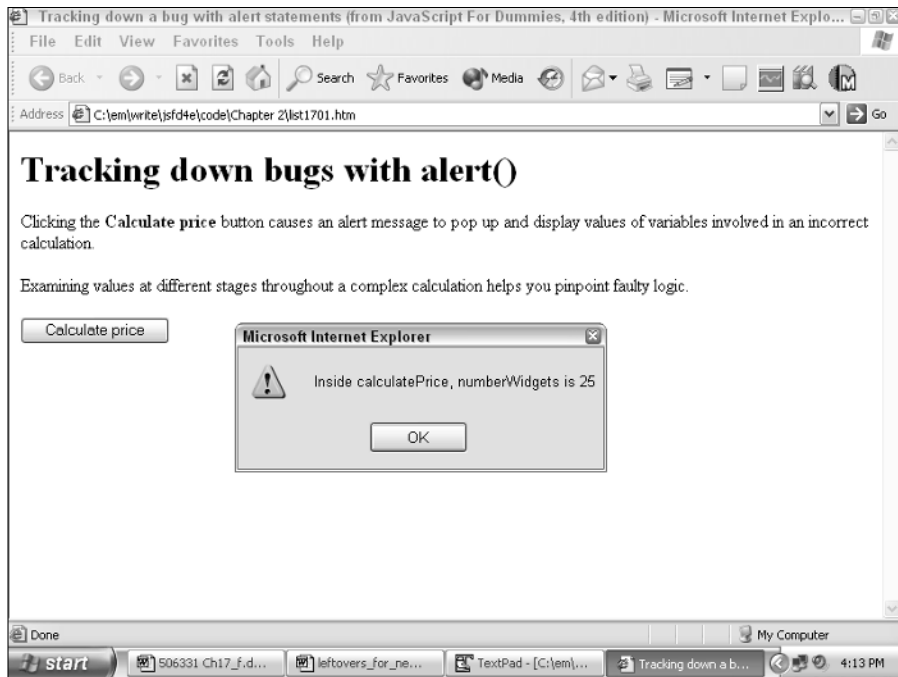 Tracking down a bug with alert statements (from JavaScript For Dummies, 4th edition) - Microsoft Internet Explo...
File Edit View Favorites Tools Help
Back Search Favorites Media
Address C:\em\write\jsfd4e\code\Chapter 2\list1701.htm Go
Tracking down bugs with alert()
Clicking the Calculate price button causes an alert message to pop up and display values of variables involved in an incorrect
calculation.
Examining values at different stages throughout a complex calculation helps you pinpoint faulty logic.
Calculate price
Microsoft Internet Explorer
Inside calculatePrice, numberWidgets is 25
OK
Done My Computer
start 506331 Ch17_f.d... leftovers_for_ne... TextPad - [C:\em\... Tracking down a b... 4:13 PM